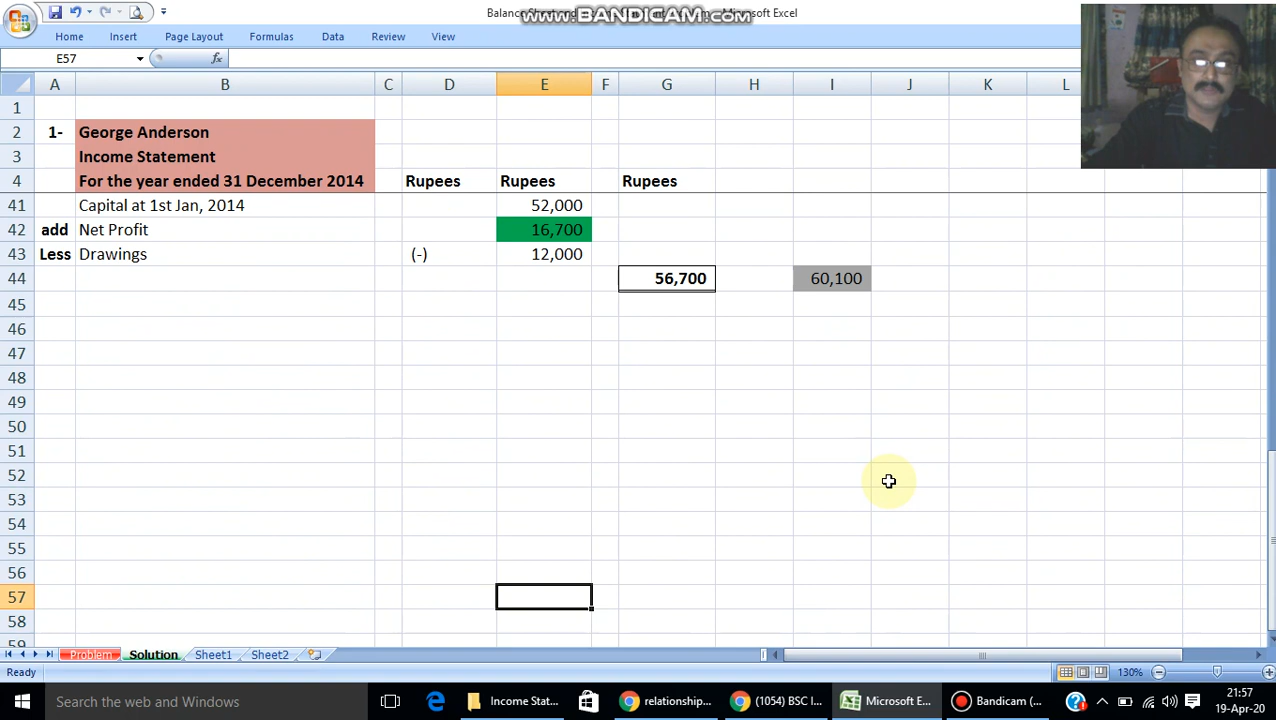 Balance Sheet
www.BANDICAM.com
Microsoft Excel
Home Insert Page Layout Formulas Data Review View
E57 fx
A B C D E F G H I J K L
1
2 1- George Anderson
3 Income Statement
4 For the year ended 31 December 2014 Rupees Rupees Rupees
41 Capital at 1st Jan, 2014 52,000
42 add Net Profit 16,700
43 Less Drawings (-) 12,000
44 56,700 60,100
45
46
47
48
49
50
51
52
53
54
55
56
57
58
59
Problem Solution Sheet1 Sheet2
Ready 130%
Search the web and Windows Income Stat... relationship... (1054) BSC I... Microsoft E... Bandicam (... 21:57
19-Apr-20